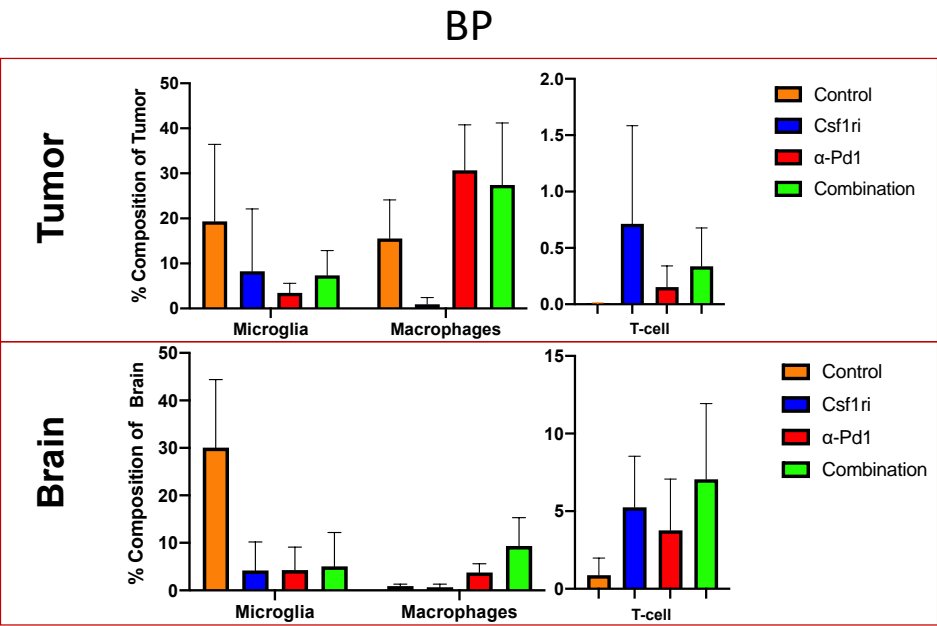 BP
Tumor
% Composition of Tumor
50
40
30
20
10
0
Microglia
Macrophages
2.0
1.5
1.0
0.5
0.0
T-cell
Control
Csf1ri
α-Pd1
Combination
Brain
% Composition of Brain
50
40
30
20
10
0
Microglia
Macrophages
15
10
5
0
T-cell
Control
Csf1ri
α-Pd1
Combination